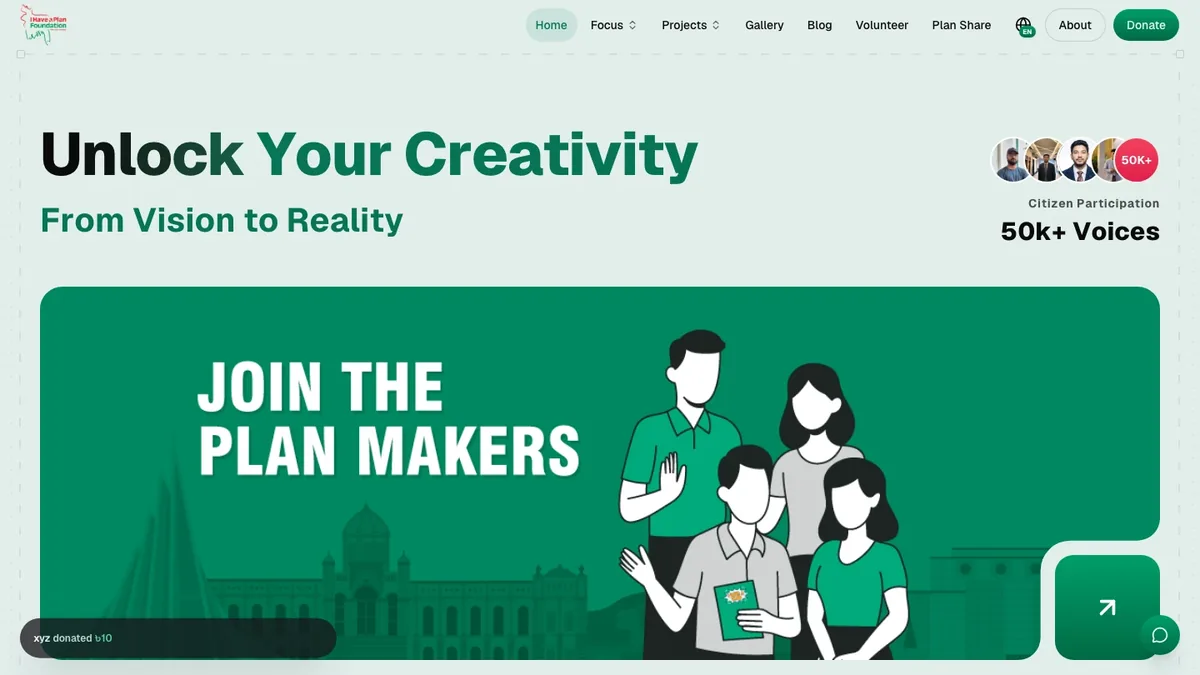 I Have a Plan
Foundation
Home
Focus
Projects
Gallery
Blog
Volunteer
Plan Share
EN
About
Donate
Unlock Your Creativity
From Vision to Reality
50K+
Citizen Participation
50k+ Voices
JOIN THE
PLAN MAKERS
xyz donated ৳10